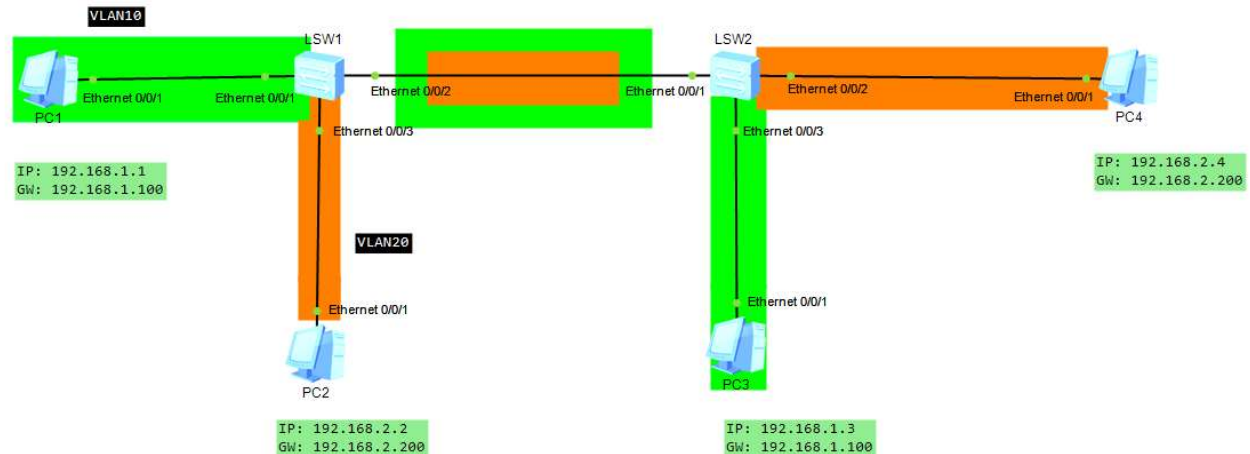 VLAN10
LSW1
LSW2
Ethernet 0/0/1
Ethernet 0/0/1
Ethernet 0/0/2
Ethernet 0/0/1
Ethernet 0/0/2
Ethernet 0/0/1
PC1
PC4
Ethernet 0/0/3
Ethernet 0/0/3
IP: 192.168.1.1
GW: 192.168.1.100
IP: 192.168.2.4
GW: 192.168.2.200
VLAN20
Ethernet 0/0/1
Ethernet 0/0/1
PC2
PC3
IP: 192.168.2.2
GW: 192.168.2.200
IP: 192.168.1.3
GW: 192.168.1.100